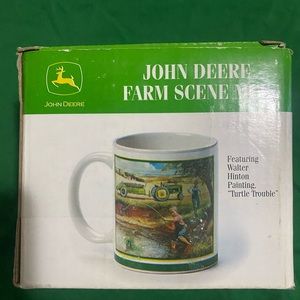 JOHN DEERE
FARM SCENE
JOHN DEERE
Featuring
Walter
Hinton
Painting,
"Turtle Trouble"